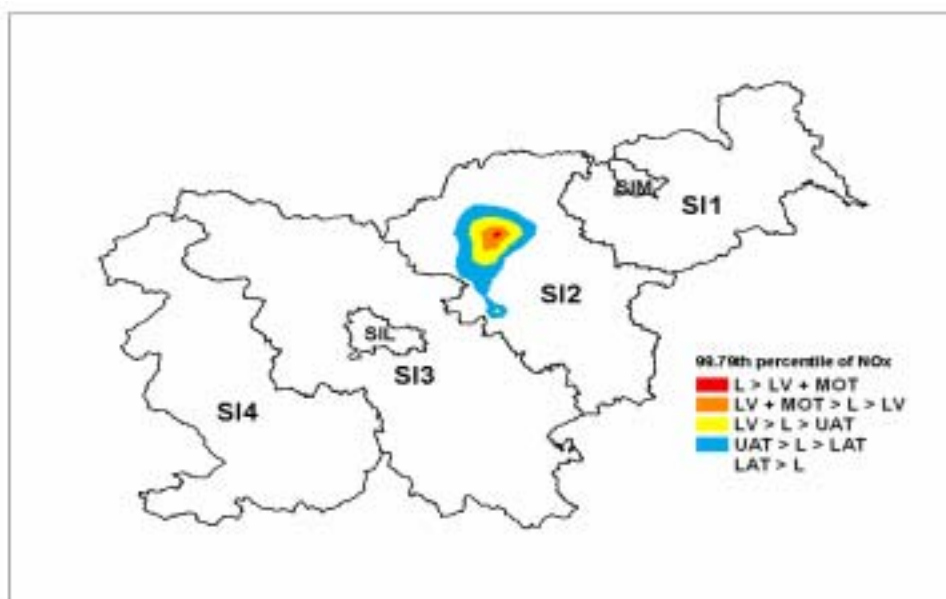 SIM
SI1
SI2
SIL
SI3
SI4
99.79th percentile of NOx
L > LV + MOT
LV + MOT > L > LV
LV > L > UAT
UAT > L > LAT
LAT > L